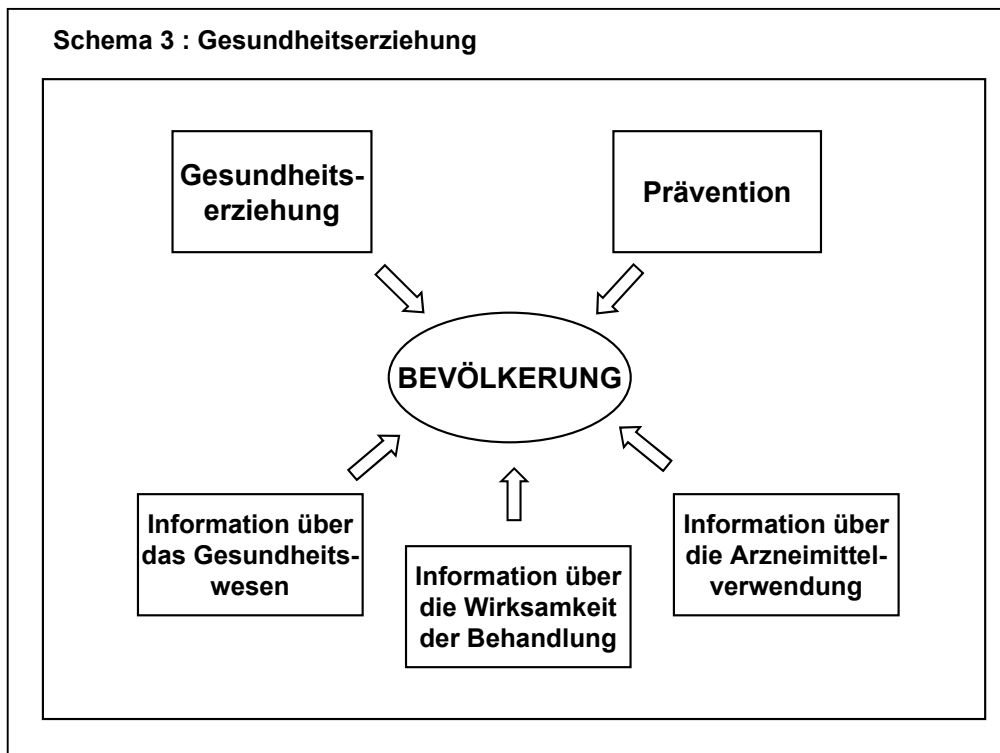 Schema 3 : Gesundheitserziehung
Gesundheits-
erziehung
Prävention
BEVÖLKERUNG
Information über
das Gesundheits-
wesen
Information über
die Wirksamkeit
der Behandlung
Information über
die Arzneimittel-
verwendung